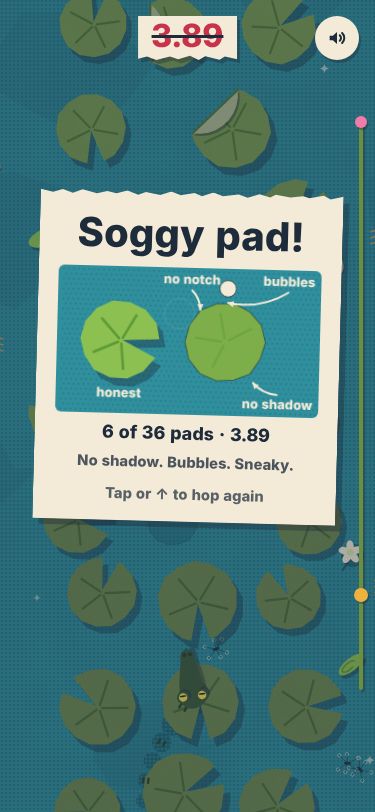 3.89
Soggy pad!
no notch
bubbles
honest
no shadow
6 of 36 pads · 3.89
No shadow. Bubbles. Sneaky.
Tap or ↑ to hop again